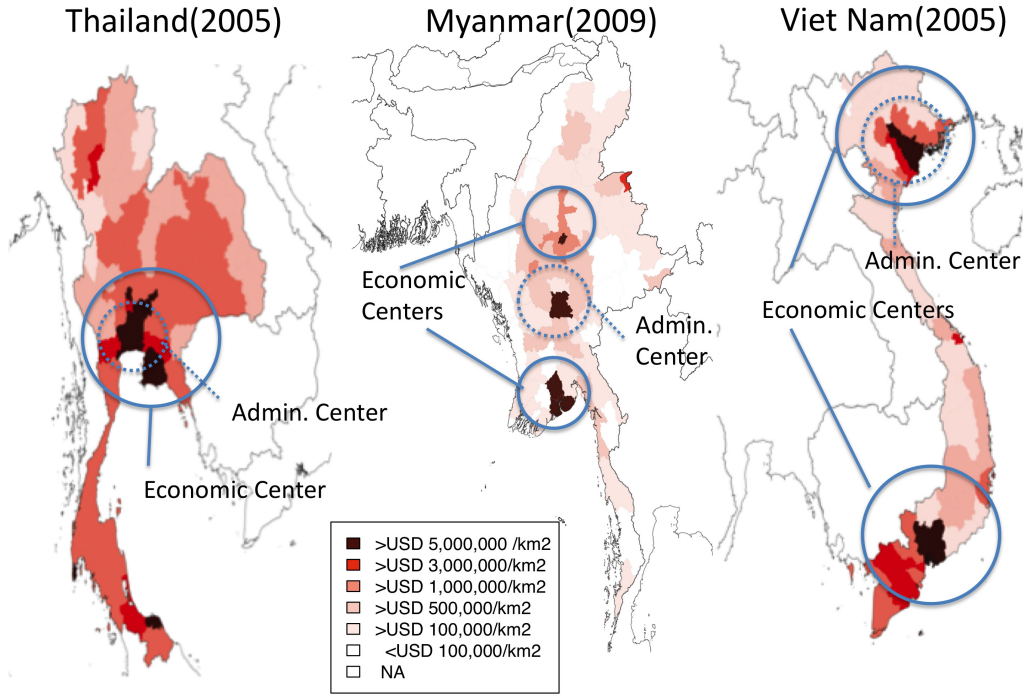 Thailand(2005)
Myanmar(2009)
Viet Nam(2005)
Economic
Centers
Admin.
Center
Admin. Center
Economic Centers
Admin. Center
Economic Center
>USD 5,000,000 /km2
>USD 3,000,000/km2
>USD 1,000,000/km2
>USD 500,000/km2
>USD 100,000/km2
<USD 100,000/km2
NA